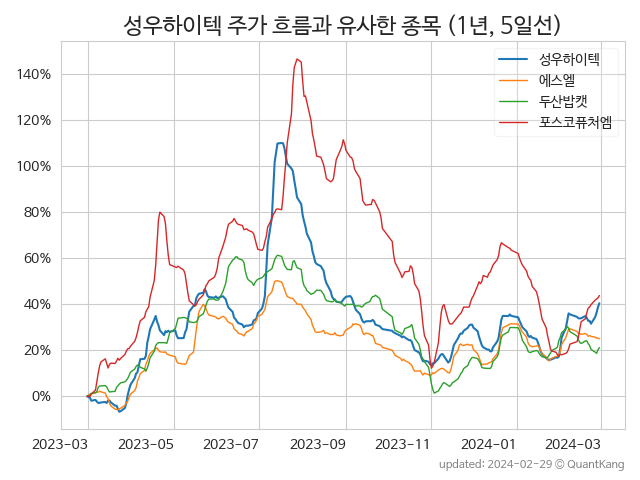 성우하이텍 주가 흐름과 유사한 종목 (1년, 5일선)
성우하이텍
에스엘
두산밥캣
포스코퓨처엠
140%
120%
100%
80%
60%
40%
20%
0%
2023-03
2023-05
2023-07
2023-09
2023-11
2024-01
2024-03
updated: 2024-02-29 © QuantKang